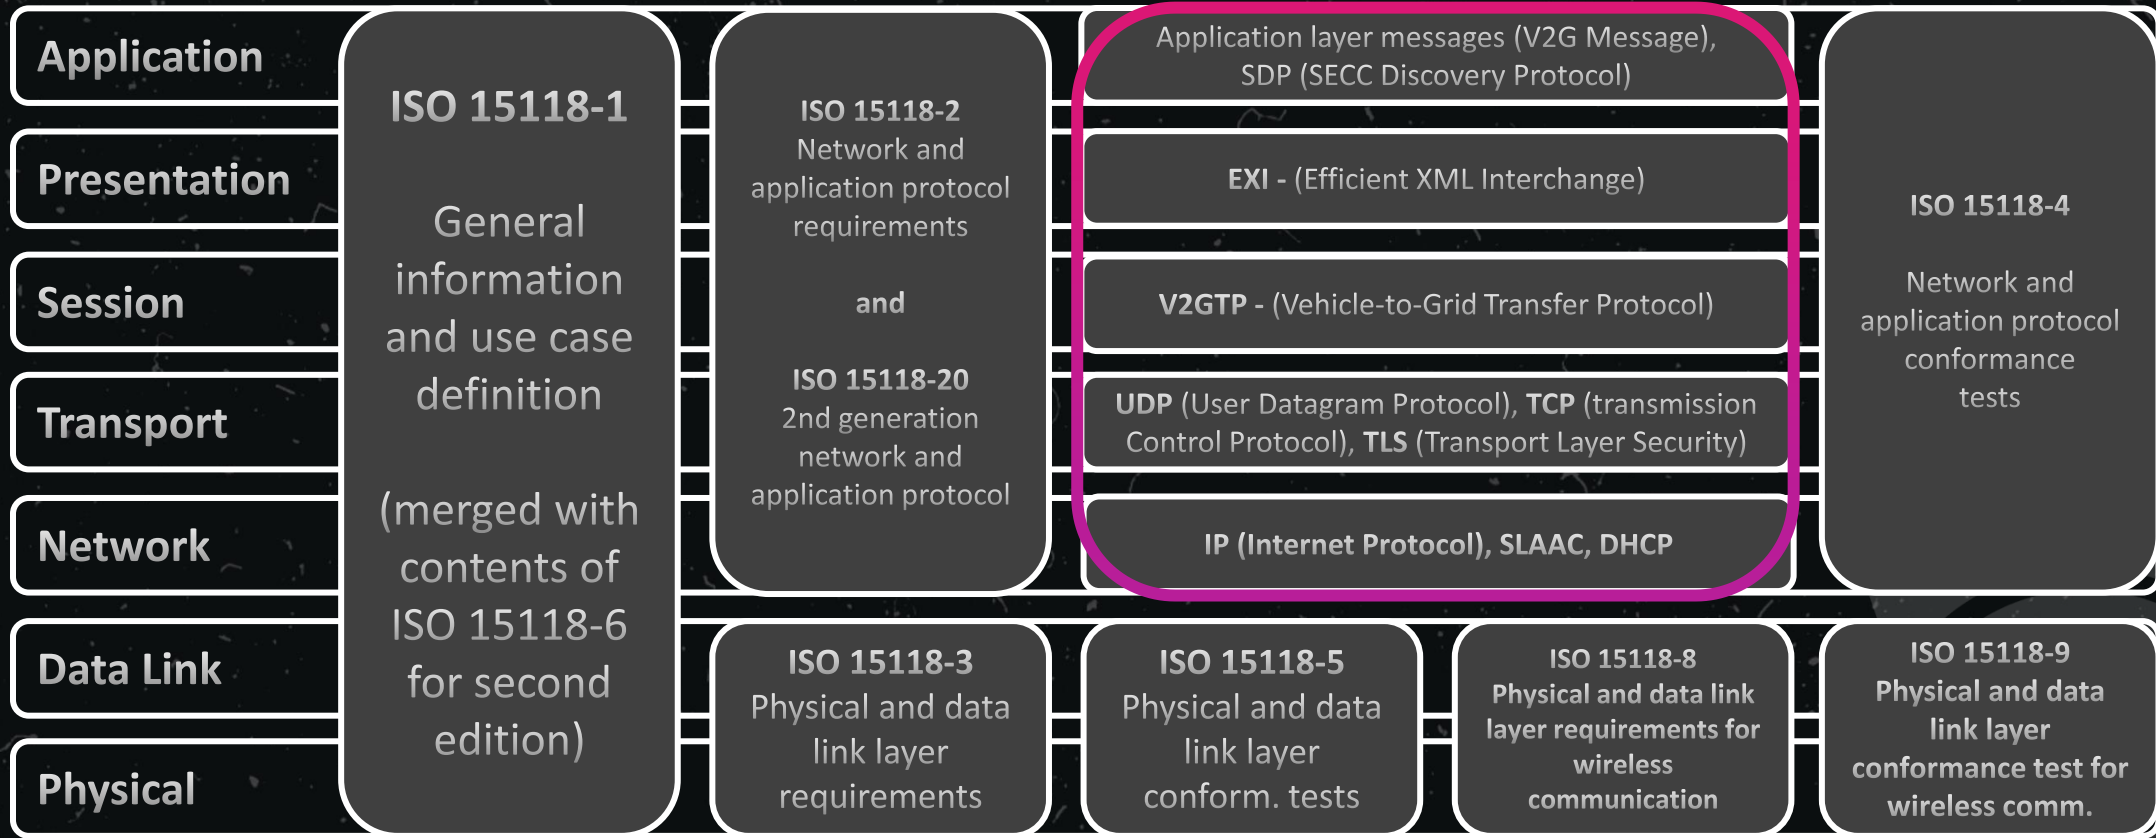 Application
Presentation
Session
Transport
Network
Data Link
Physical
ISO 15118-1
General
information
and use case
definition
(merged with
contents of
ISO 15118-6
for second
edition)
ISO 15118-2
Network and
application protocol
requirements
and
ISO 15118-20
2nd generation
network and
application protocol
Application layer messages (V2G Message),
SDP (SECC Discovery Protocol)
EXI - (Efficient XML Interchange)
V2GTP - (Vehicle-to-Grid Transfer Protocol)
UDP (User Datagram Protocol), TCP (transmission
Control Protocol), TLS (Transport Layer Security)
IP (Internet Protocol), SLAAC, DHCP
ISO 15118-4
Network and
application protocol
conformance
tests
ISO 15118-3
Physical and data
link layer
requirements
ISO 15118-5
Physical and data
link layer
conform. tests
ISO 15118-8
Physical and data link
layer requirements for
wireless
communication
ISO 15118-9
Physical and data
link layer
conformance test for
wireless comm.